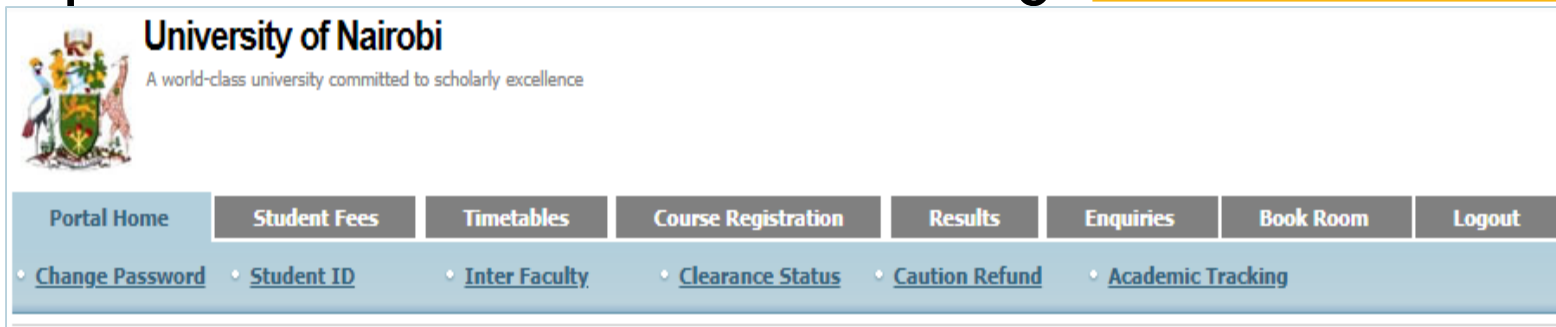 University of Nairobi
A world-class university committed to scholarly excellence
Portal Home Student Fees Timetables Course Registration Results Enquiries Book Room Logout
Change Password Student ID Inter Faculty Clearance Status Caution Refund Academic Tracking